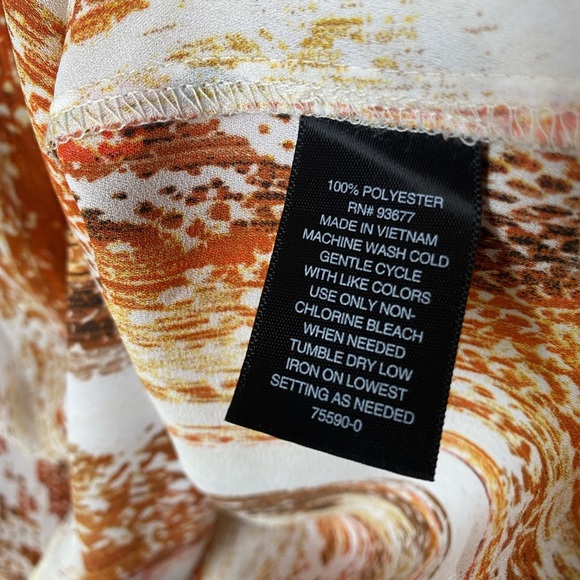 100% POLYESTER
RN# 93677
MADE IN VIETNAM
MACHINE WASH COLD
GENTLE CYCLE
WITH LIKE COLORS
USE ONLY NON-
CHLORINE BLEACH
WHEN NEEDED
TUMBLE DRY LOW
IRON ON LOWEST
SETTING AS NEEDED
75590-0